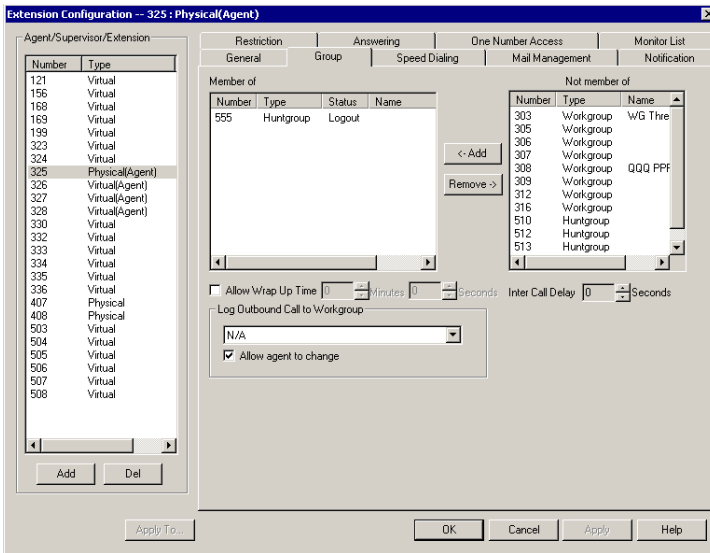 Extension Configuration -- 325 : Physical(Agent)
Agent/Supervisor/Extension
Number Type
121 Virtual
156 Virtual
168 Virtual
169 Virtual
199 Virtual
323 Virtual
324 Virtual
325 Physical(Agent)
326 Virtual(Agent)
327 Virtual(Agent)
328 Virtual(Agent)
330 Virtual
332 Virtual
333 Virtual
334 Virtual
335 Virtual
336 Virtual
407 Physical
408 Physical
503 Virtual
504 Virtual
505 Virtual
506 Virtual
507 Virtual
508 Virtual
Add Del
Restriction Answering One Number Access Monitor List
General Group Speed Dialing Mail Management Notification
Member of
Number Type Status Name
555 Huntgroup Logout
<- Add
Remove ->
Not member of
Number Type Name
303 Workgroup WG Thre
305 Workgroup
306 Workgroup
307 Workgroup
308 Workgroup QQQ PPF
309 Workgroup
312 Workgroup
316 Workgroup
510 Huntgroup
512 Huntgroup
513 Huntgroup
Allow Wrap Up Time 0 Minutes 0 Seconds Inter Call Delay 0 Seconds
Log Outbound Call to Workgroup
N/A
Allow agent to change
Apply To... OK Cancel Apply Help